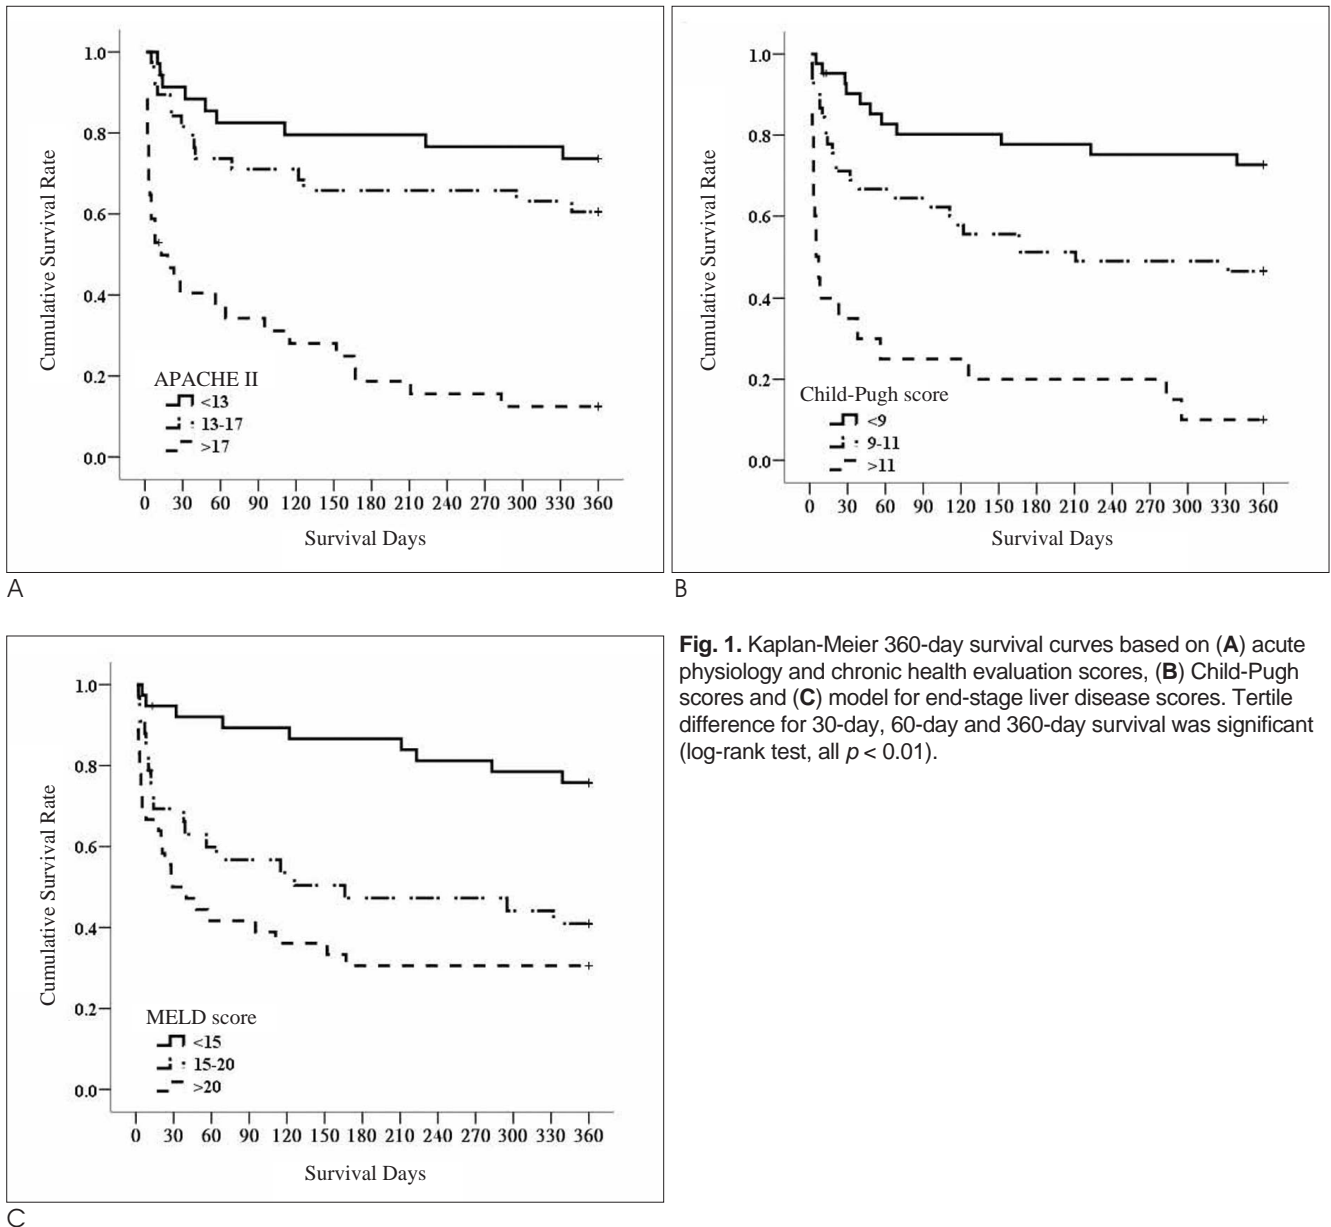 1.0
0.8
0.6
0.4
0.2
0.0
Cumulative Survival Rate
APACHE II
<13
13-17
>17
0 30 60 90 120 150 180 210 240 270 300 330 360
Survival Days
A
1.0
0.8
0.6
0.4
0.2
0.0
Cumulative Survival Rate
Child-Pugh score
<9
9-11
>11
0 30 60 90 120 150 180 210 240 270 300 330 360
Survival Days
B
1.0
0.8
0.6
0.4
0.2
0.0
Cumulative Survival Rate
MELD score
<15
15-20
>20
0 30 60 90 120 150 180 210 240 270 300 330 360
Survival Days
C
Fig. 1. Kaplan-Meier 360-day survival curves based on (A) acute
physiology and chronic health evaluation scores, (B) Child-Pugh
scores and (C) model for end-stage liver disease scores. Tertile
difference for 30-day, 60-day and 360-day survival was significant
(log-rank test, all p < 0.01).